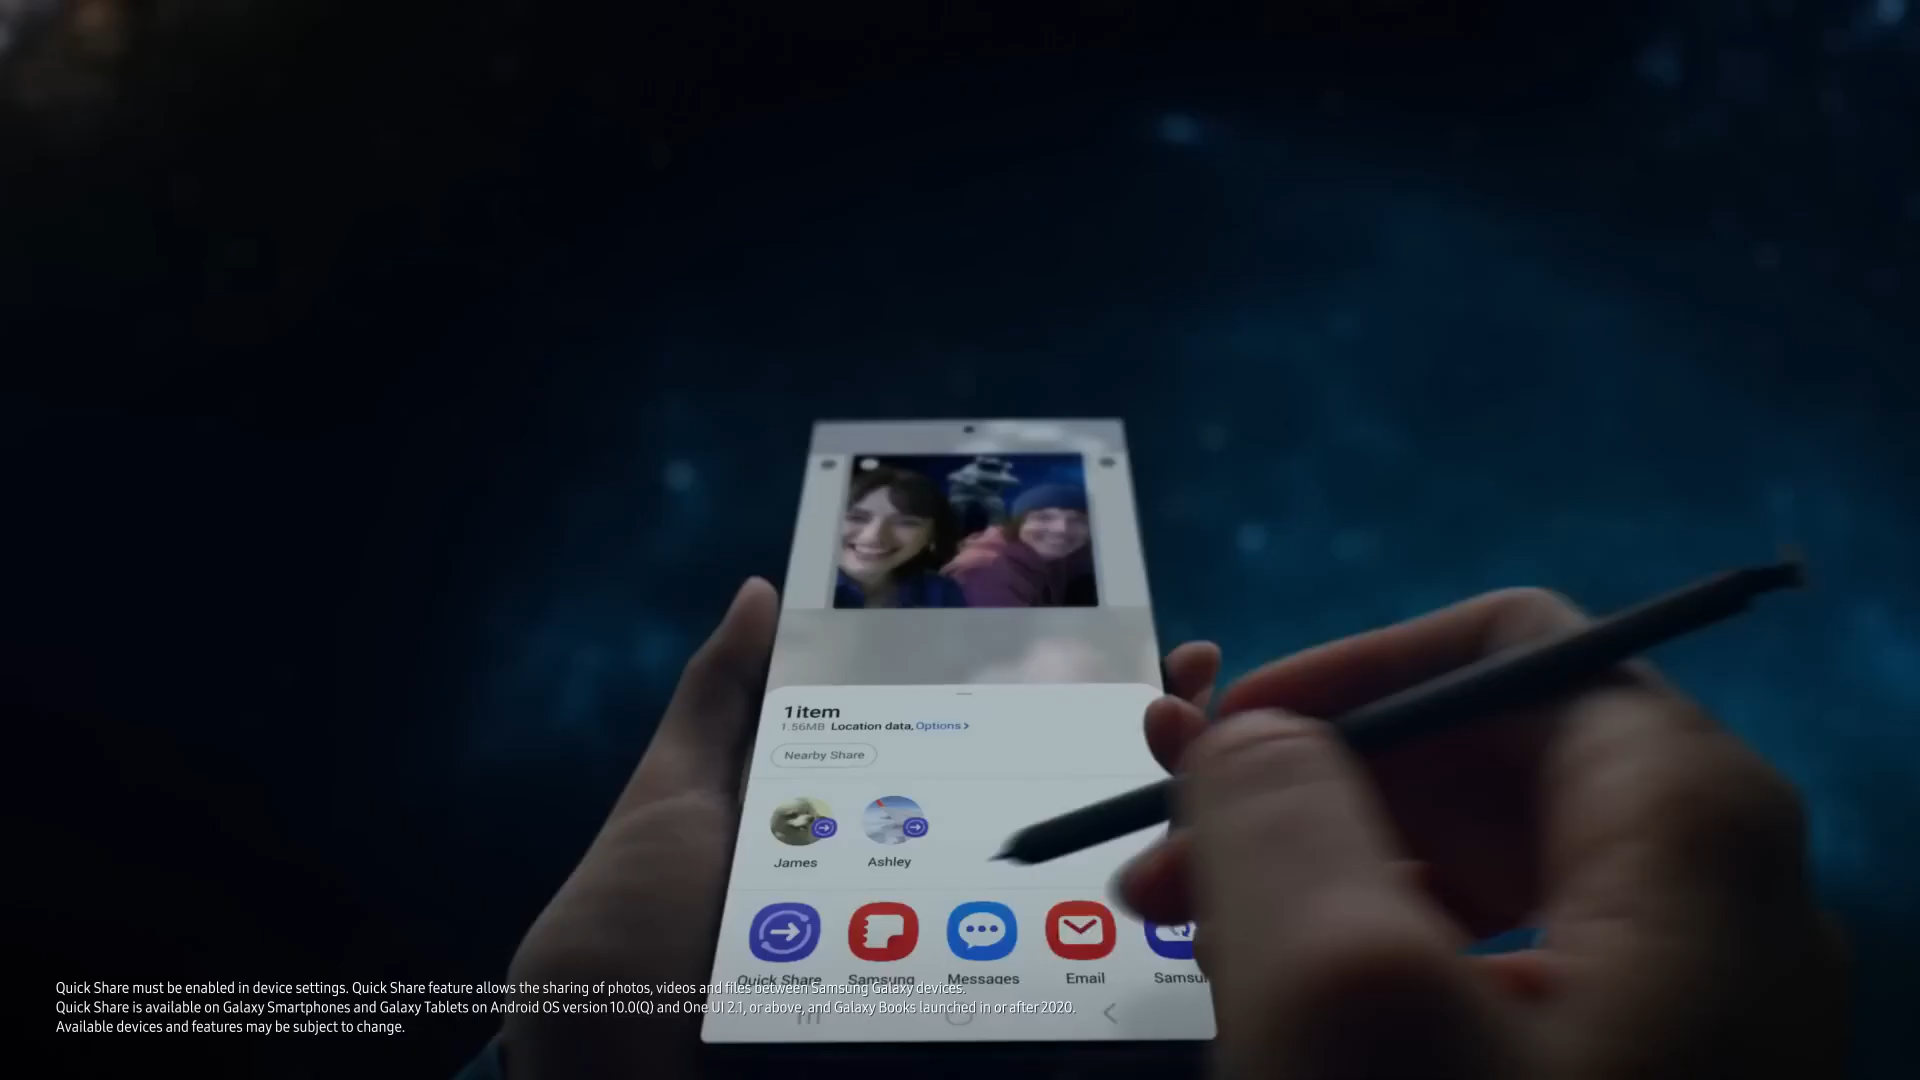 1 item
1.56MB Location data, Options >
Nearby Share
James
Ashley
Quick Share
Samsung
Messages
Email
Samsu
Quick Share must be enabled in device settings. Quick Share feature allows the sharing of photos, videos and files between Samsung Galaxy devices.
Quick Share is available on Galaxy Smartphones and Galaxy Tablets on Android OS version 10.0(Q) and One UI 2.1, or above, and Galaxy Books launched in or after 2020.
Available devices and features may be subject to change.